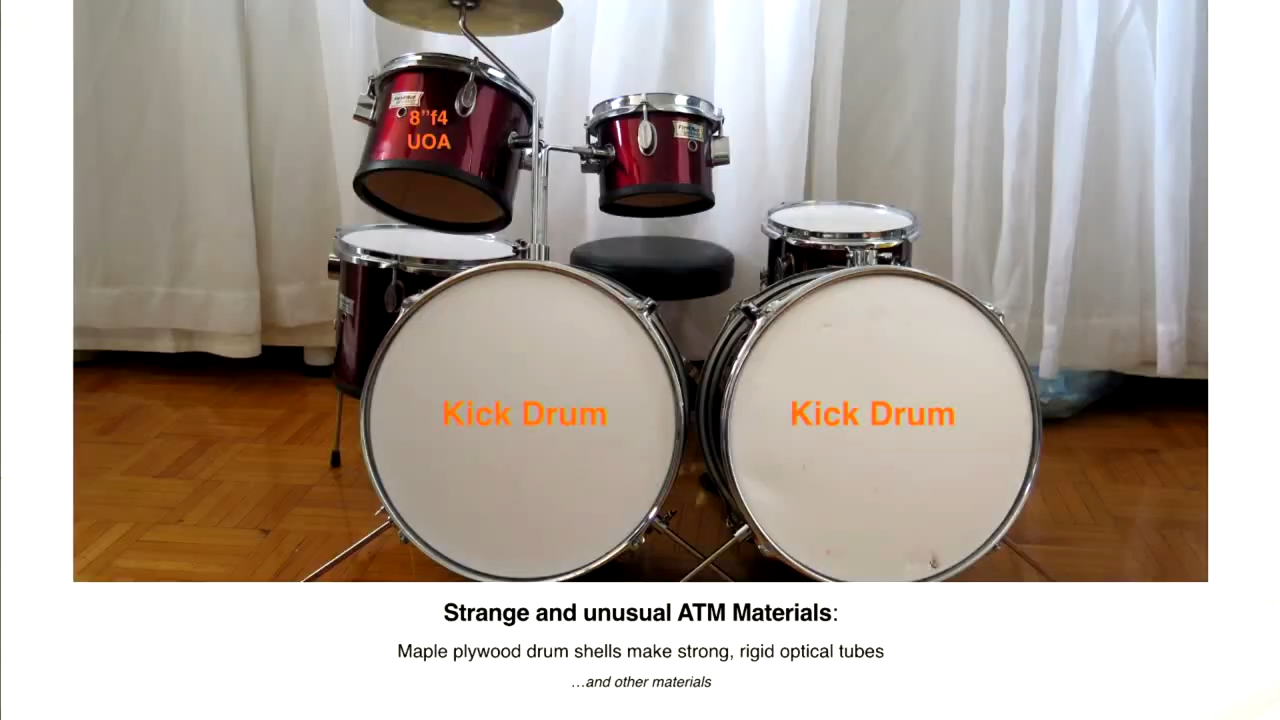 8”f4
UOA
Kick Drum
Kick Drum
Strange and unusual ATM Materials:
Maple plywood drum shells make strong, rigid optical tubes
…and other materials